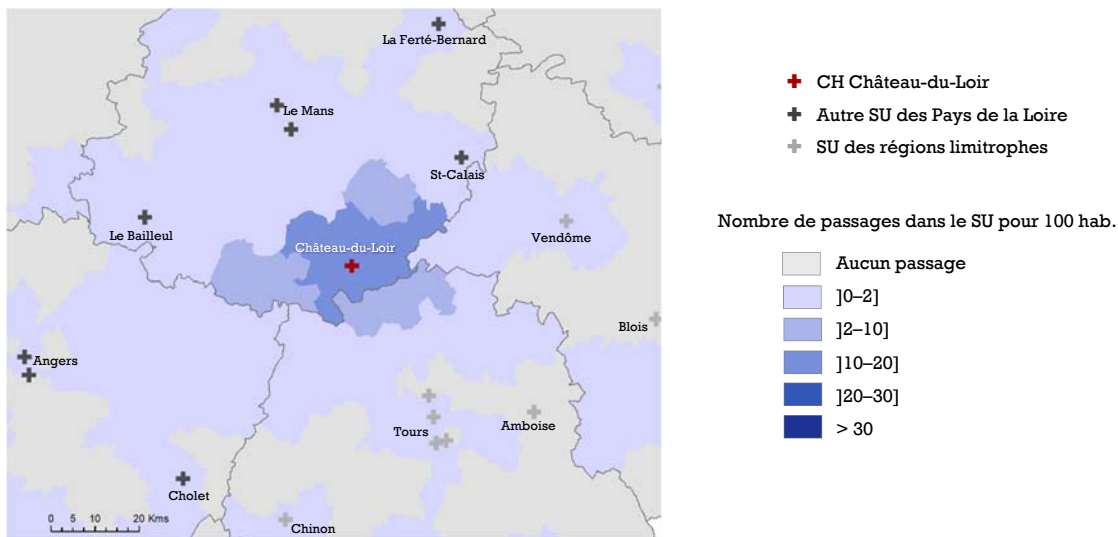 La Ferté-Bernard
Le Mans
St-Calais
Le Bailleul
Château-du-Loir
Vendôme
Blois
Angers
Tours
Amboise
Cholet
Chinon
0 5 10 20 Kms
CH Château-du-Loir
Autre SU des Pays de la Loire
SU des régions limitrophes
Nombre de passages dans le SU pour 100 hab.
Aucun passage
]0–2]
]2–10]
]10–20]
]20–30]
> 30